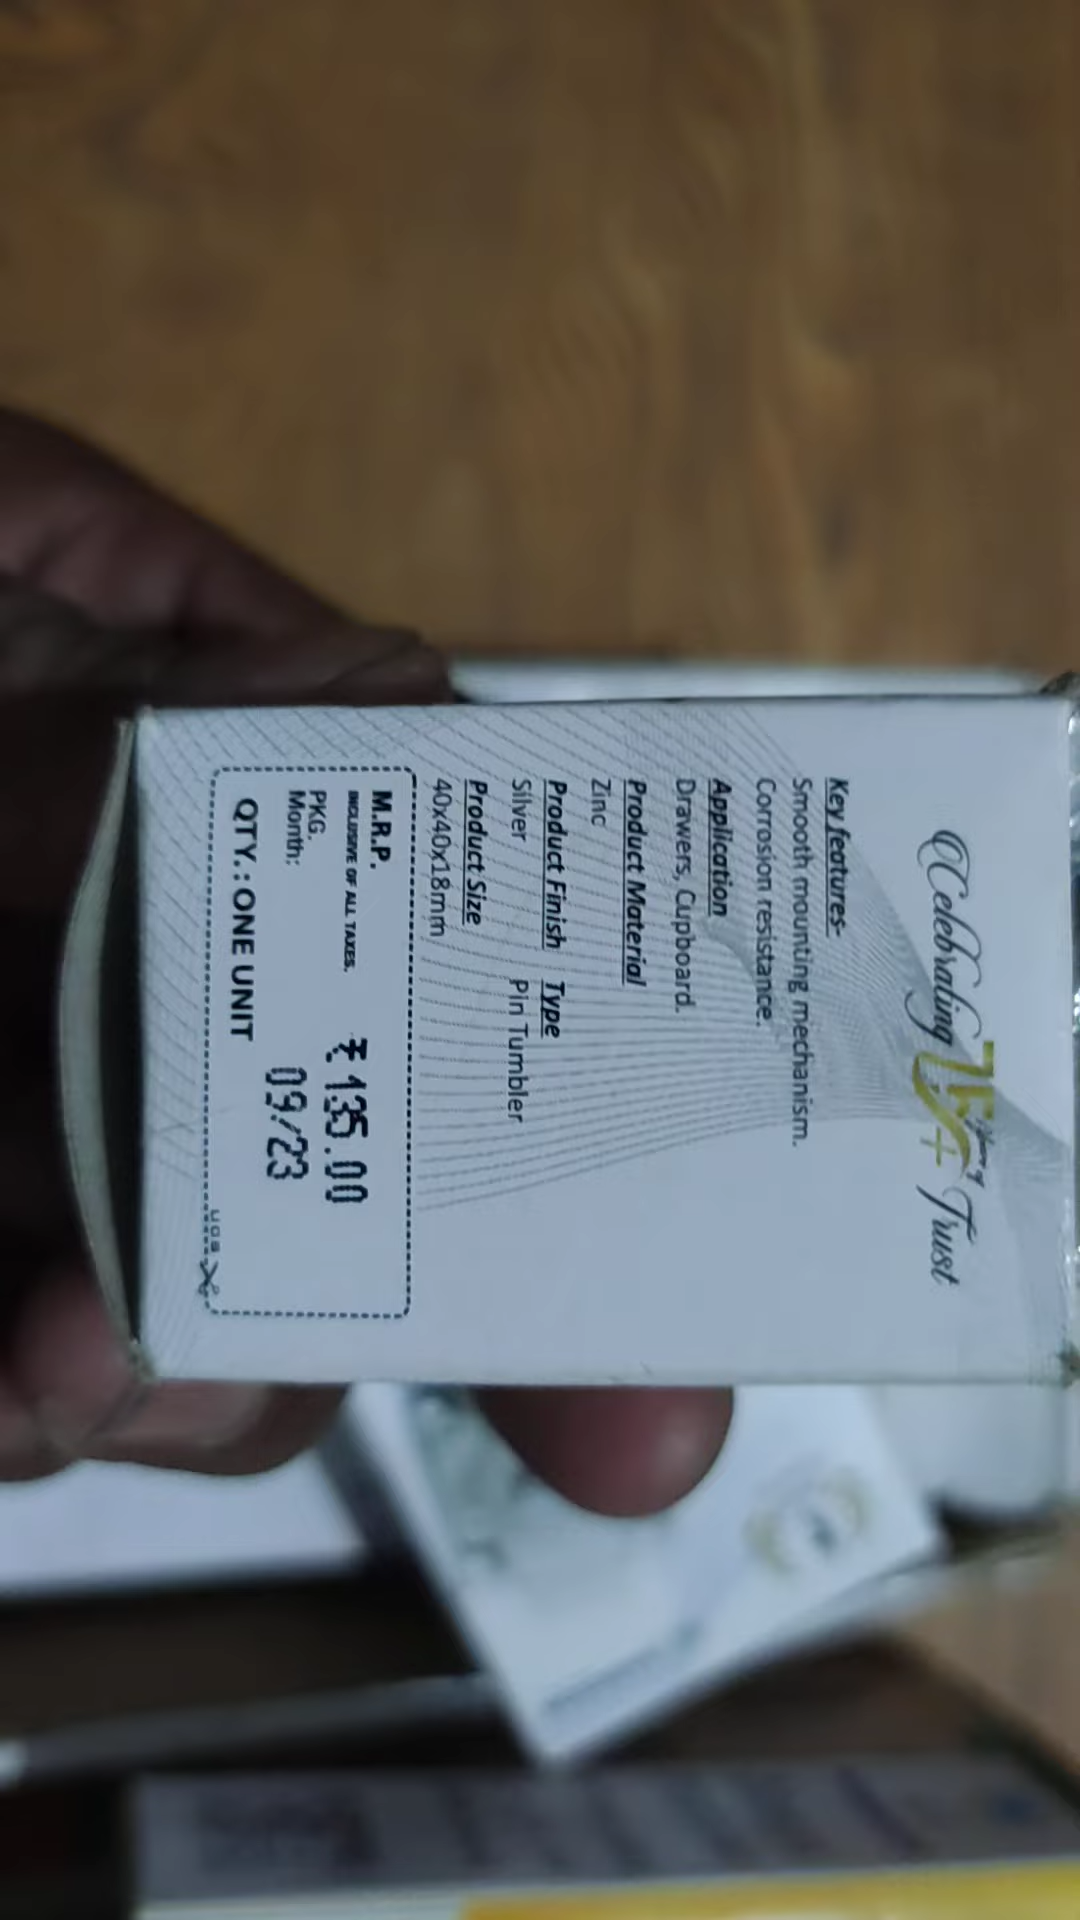 Celebrating 75+ Years of Trust
Key features-
Smooth mounting mechanism.
Corrosion resistance.
Application
Drawers, Cupboard.
Product Material
Zinc
Product Finish Type
Silver Pin Tumbler
Product Size
40x40x18mm
M.R.P.
INCLUSIVE OF ALL TAXES. ₹.135.00
PKG.
Month: 09/23
QTY.: ONE UNIT